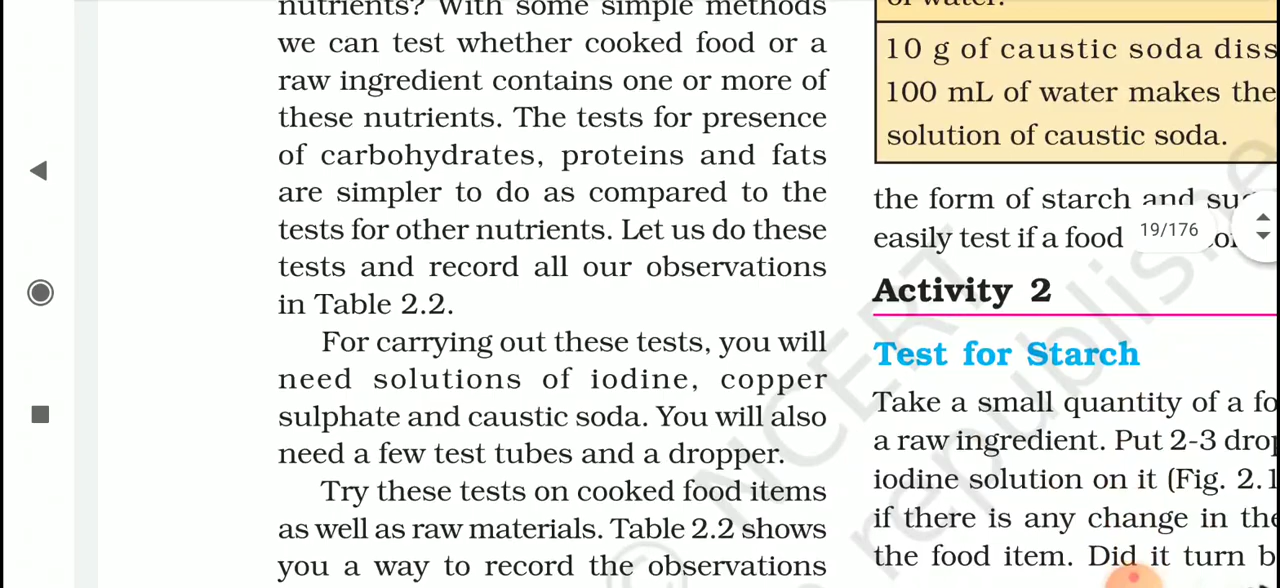 nutrients? With some simple methods
we can test whether cooked food or a
raw ingredient contains one or more of
these nutrients. The tests for presence
of carbohydrates, proteins and fats
are simpler to do as compared to the
tests for other nutrients. Let us do these
tests and record all our observations
in Table 2.2.
For carrying out these tests, you will
need solutions of iodine, copper
sulphate and caustic soda. You will also
need a few test tubes and a dropper.
Try these tests on cooked food items
as well as raw materials. Table 2.2 shows
you a way to record the observations
of water.
10 g of caustic soda diss
100 mL of water makes the
solution of caustic soda.
the form of starch and su
easily test if a food
19/176
Activity 2
Test for Starch
Take a small quantity of a fo
a raw ingredient. Put 2-3 drop
iodine solution on it (Fig. 2.1
if there is any change in the
the food item. Did it turn b
© NCERT
republishe